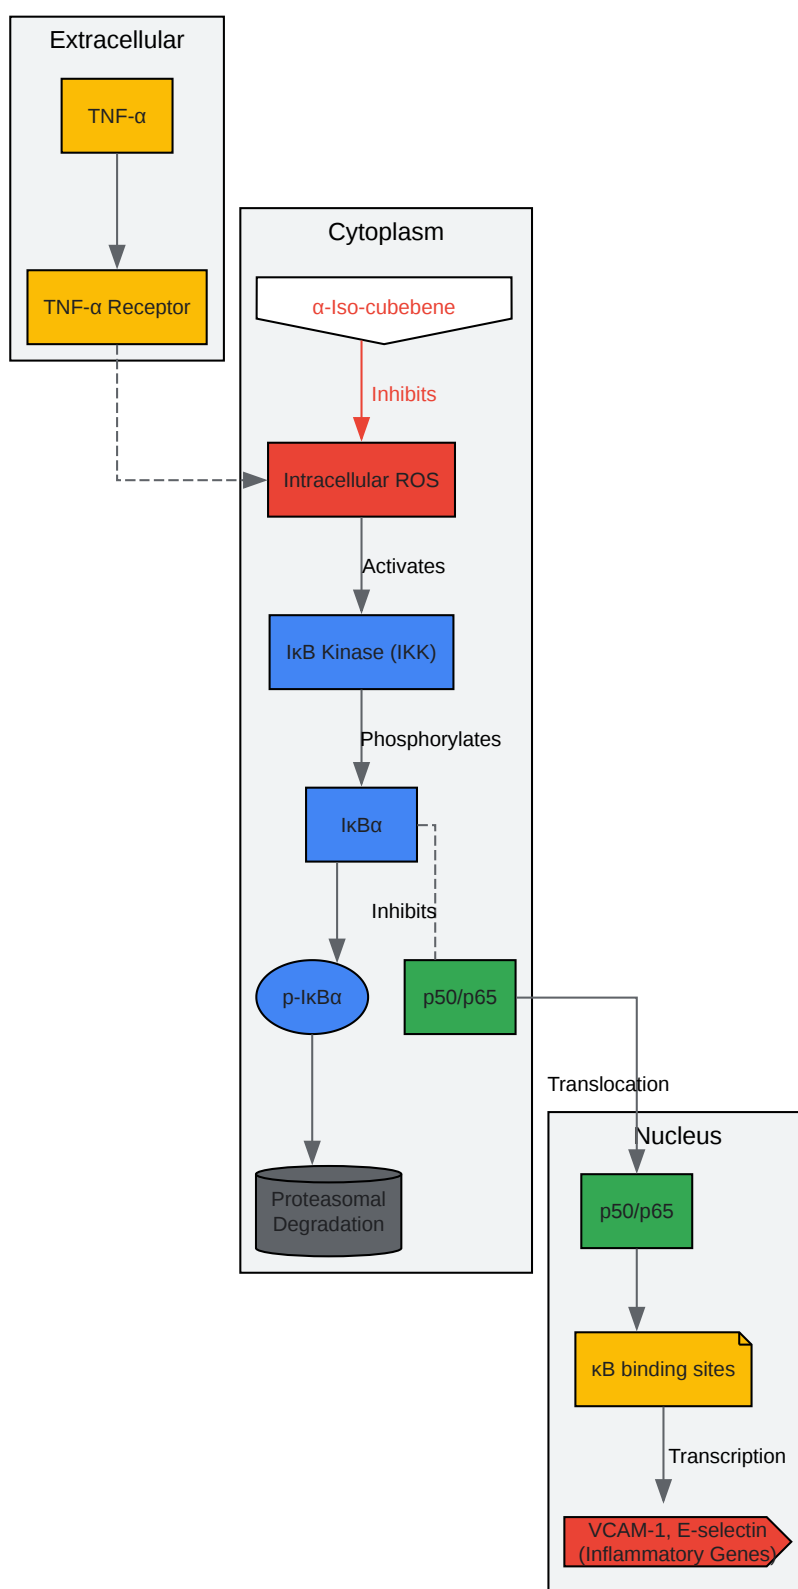 Extracellular
TNF-α
TNF-α Receptor
Cytoplasm
α-Iso-cubebene
Inhibits
Intracellular ROS
Activates
IκB Kinase (IKK)
Phosphorylates
IκBα
Inhibits
p-IκBα
p50/p65
Translocation
Nucleus
Proteasomal
Degradation
p50/p65
κB binding sites
Transcription
VCAM-1, E-selectin
(Inflammatory Genes)